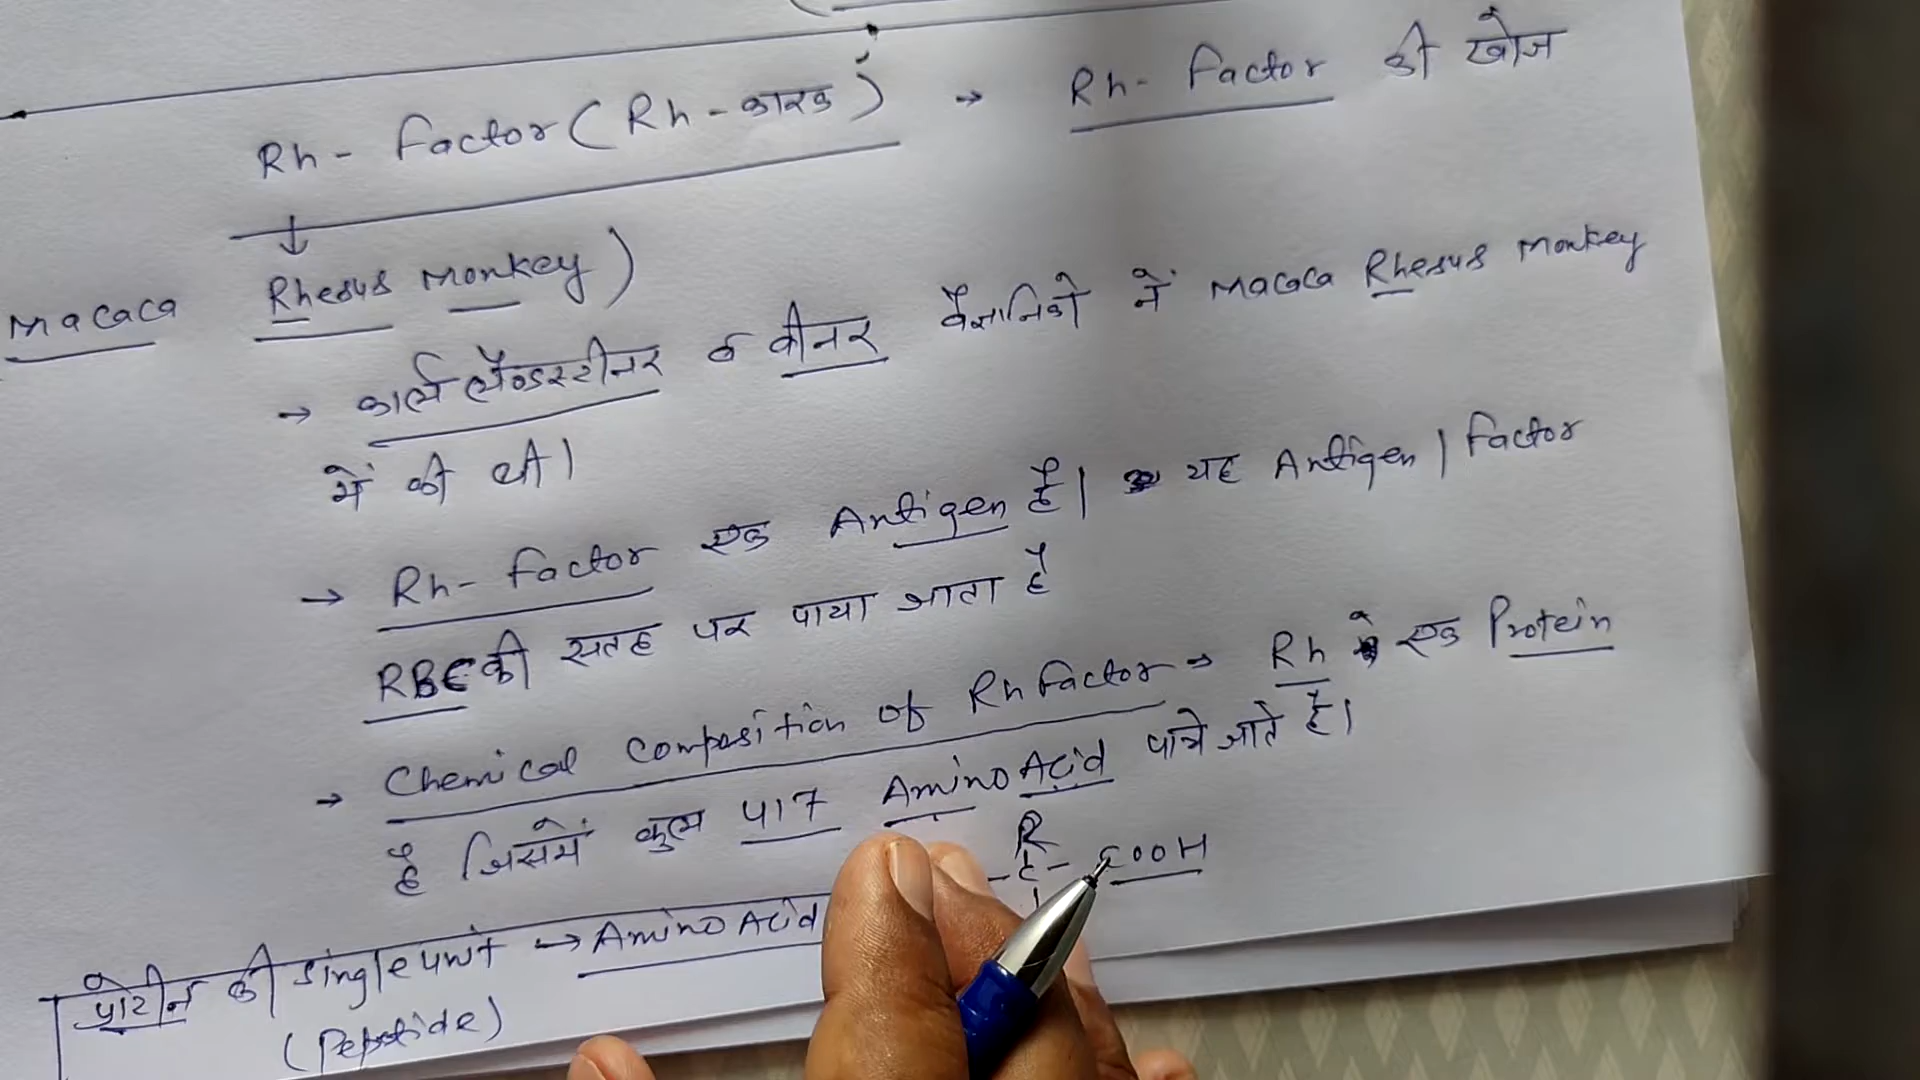 Rh- factor (Rh-कारक) → Rh- factor की खोज
Macaca Rhesus Monkey)
→ कार्ल लैंडस्टीनर व वीनर वैज्ञानिको ने Macaca Rhesus Monkey
में की थी।
→ Rh- factor एक Antigen है। यह Antigen | factor
RBC की सतह पर पाया जाता है
→ Chemical Composition of Rh factor → Rh एक Protein
है जिसमें कुल 417 Amino Acid पाये जाते है।
R
- C - COOH
प्रोटीन की single unit → Amino Acid
(Peptide)